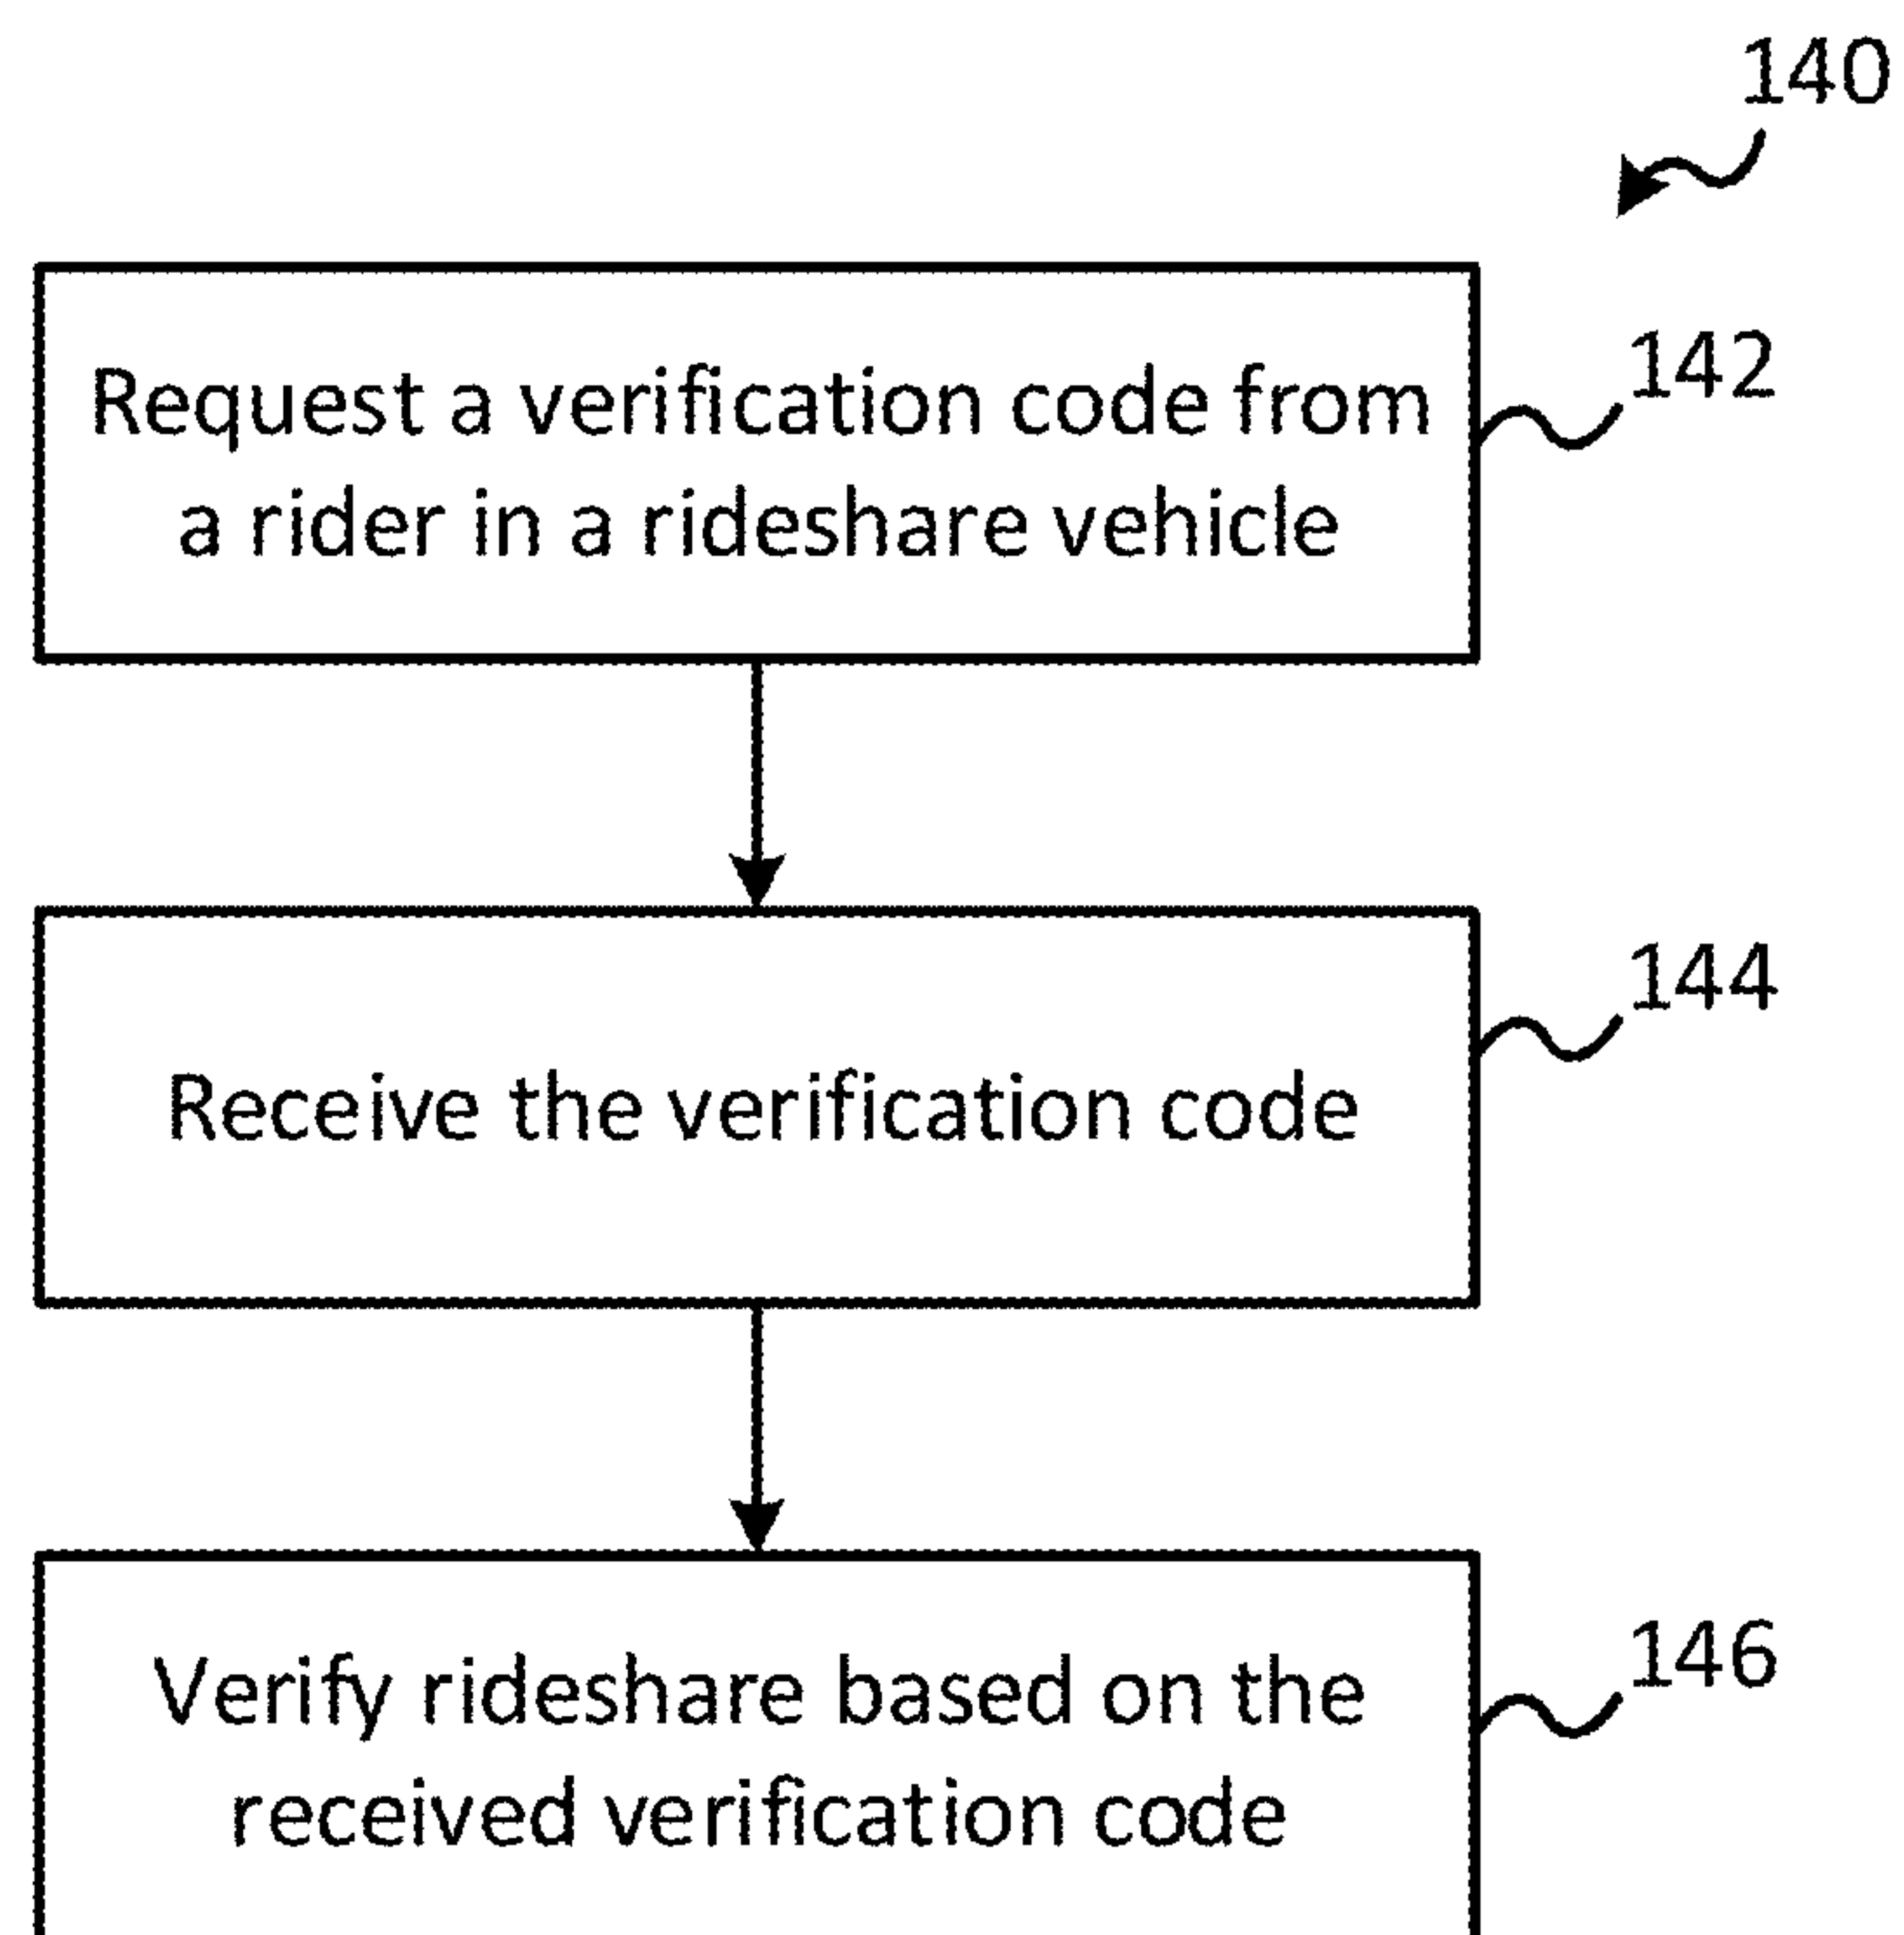 140
Request a verification code from
a rider in a rideshare vehicle
142
Receive the verification code
144
Verify rideshare based on the
received verification code
146